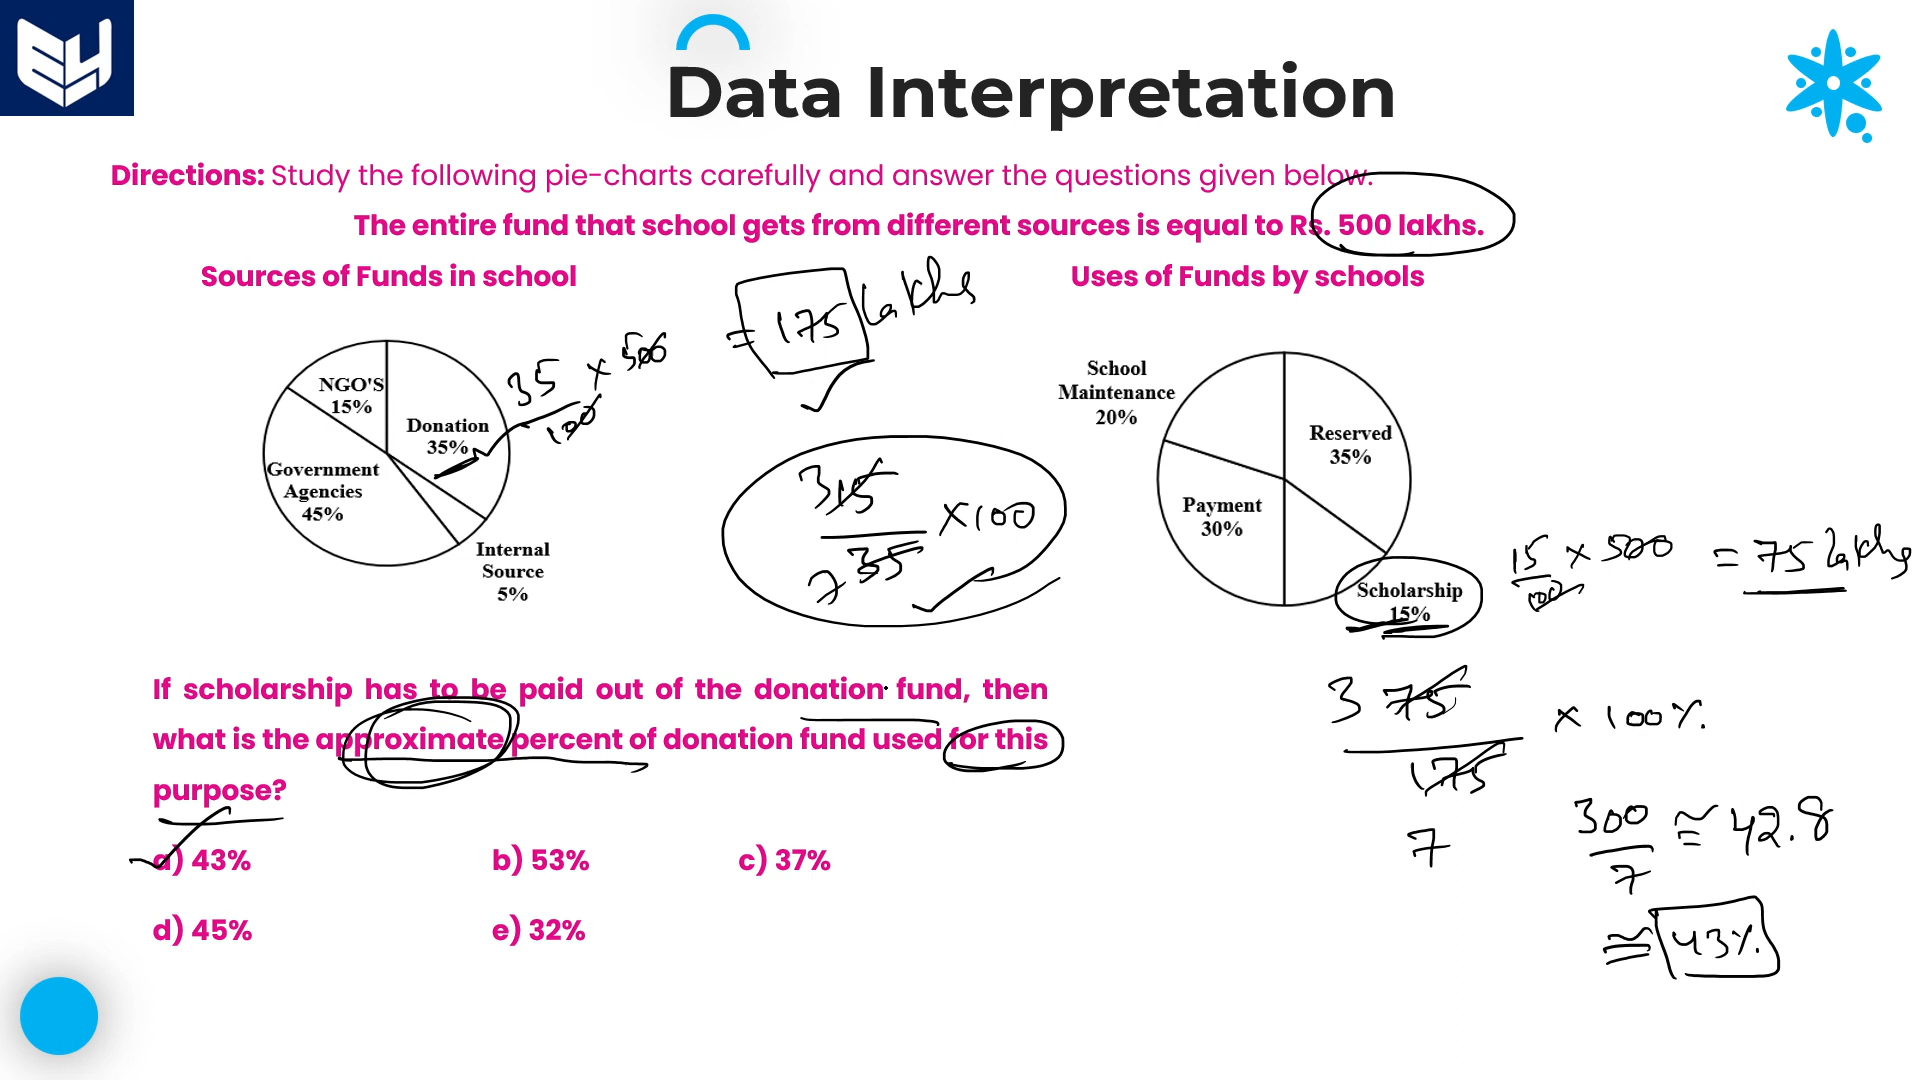 Data Interpretation
Directions: Study the following pie-charts carefully and answer the questions given below.
The entire fund that school gets from different sources is equal to Rs. 500 lakhs.
Sources of Funds in school
Uses of Funds by schools
NGO'S
15%
Donation
35%
Government
Agencies
45%
Internal
Source
5%
35 × 500
100
= 175 lakhs
315
35
× 100
7
School
Maintenance
20%
Reserved
35%
Payment
30%
Scholarship
15%
15 × 500 = 75 lakhs
100
3 75
175
× 100%
7
300
7
≅ 42.8
≅ 43%
If scholarship has to be paid out of the donation fund, then
what is the approximate percent of donation fund used for this
purpose?
a) 43% b) 53% c) 37%
d) 45% e) 32%